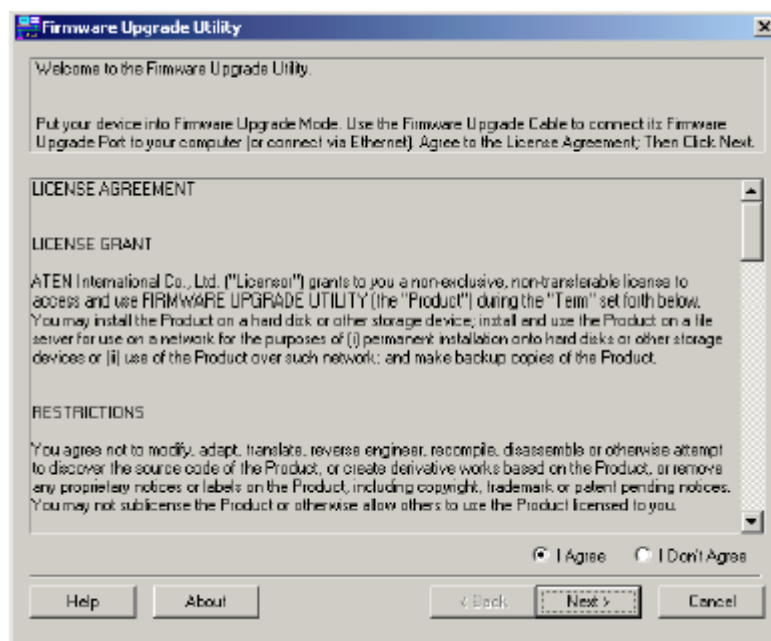 Firmware Upgrade Utility
Welcome to the Firmware Upgrade Utility.
Put your device into Firmware Upgrade Mode. Use the Firmware Upgrade Cable to connect its Firmware
Upgrade Port to your computer (or connect via Ethernet). Agree to the License Agreement; Then Click Next.
LICENSE AGREEMENT
LICENSE GRANT
ATEN International Co., Ltd. ("Licensor") grants to you a non-exclusive, non-transferable license to
access and use FIRMWARE UPGRADE UTILITY (the "Product") during the "Term" set forth below.
You may install the Product on a hard disk or other storage device; install and use the Product on a file
server for use on a network for the purposes of (i) permanent installation onto hard disks or other storage
devices or (ii) use of the Product over such network; and make backup copies of the Product.
RESTRICTIONS
You agree not to modify, adapt, translate, reverse engineer, recompile, disassemble or otherwise attempt
to discover the source code of the Product, or create derivative works based on the Product, or remove
any proprietary notices or labels on the Product, including copyright, trademark or patent pending notices.
You may not sublicense the Product or otherwise allow others to use the Product licensed to you.
I Agree I Don't Agree
Help About < Back Next > Cancel